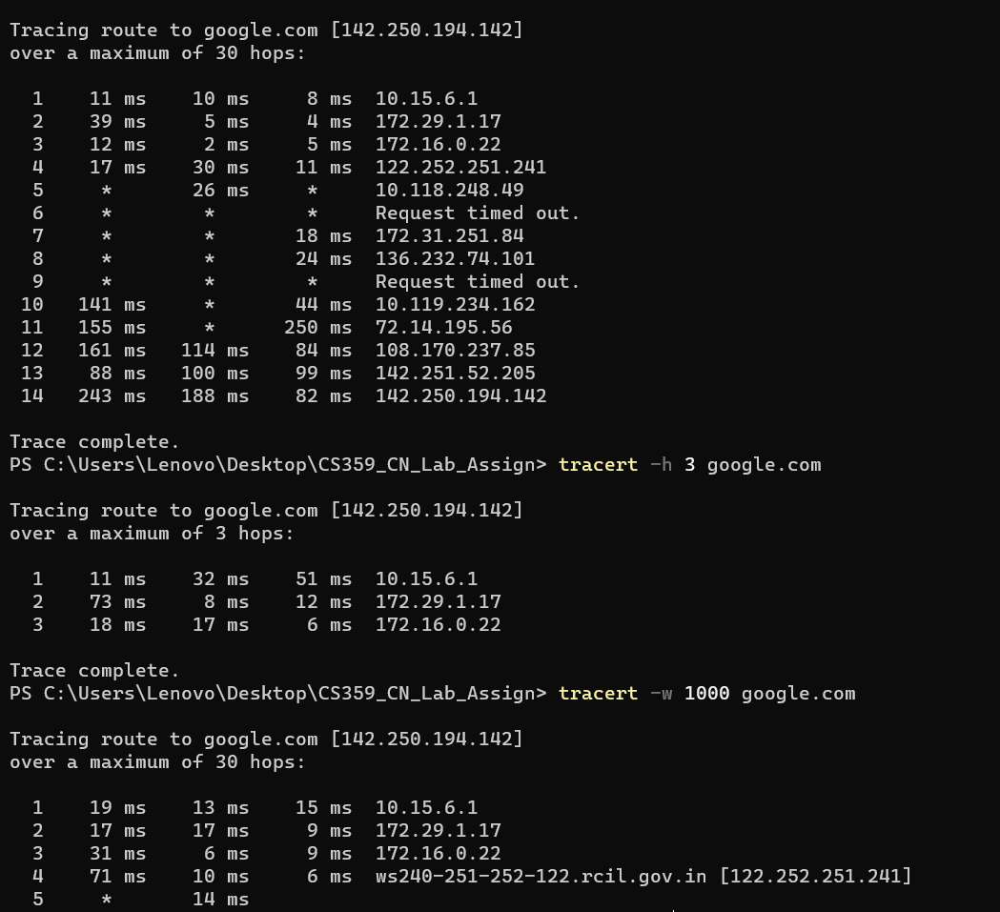 Tracing route to google.com [142.250.194.142]
over a maximum of 30 hops:

  1    11 ms    10 ms     8 ms  10.15.6.1
  2    39 ms     5 ms     4 ms  172.29.1.17
  3    12 ms     2 ms     5 ms  172.16.0.22
  4    17 ms    30 ms    11 ms  122.252.251.241
  5     *       26 ms     *     10.118.248.49
  6     *        *        *     Request timed out.
  7     *        *       18 ms  172.31.251.84
  8     *        *       24 ms  136.232.74.101
  9     *        *        *     Request timed out.
 10   141 ms     *       44 ms  10.119.234.162
 11   155 ms     *      250 ms  72.14.195.56
 12   161 ms   114 ms    84 ms  108.170.237.85
 13    88 ms   100 ms    99 ms  142.251.52.205
 14   243 ms   188 ms    82 ms  142.250.194.142

Trace complete.
PS C:\Users\Lenovo\Desktop\CS359_CN_Lab_Assign> tracert -h 3 google.com

Tracing route to google.com [142.250.194.142]
over a maximum of 3 hops:

  1    11 ms    32 ms    51 ms  10.15.6.1
  2    73 ms     8 ms    12 ms  172.29.1.17
  3    18 ms    17 ms     6 ms  172.16.0.22

Trace complete.
PS C:\Users\Lenovo\Desktop\CS359_CN_Lab_Assign> tracert -w 1000 google.com

Tracing route to google.com [142.250.194.142]
over a maximum of 30 hops:

  1    19 ms    13 ms    15 ms  10.15.6.1
  2    17 ms    17 ms     9 ms  172.29.1.17
  3    31 ms     6 ms     9 ms  172.16.0.22
  4    71 ms    10 ms     6 ms  ws240-251-252-122.rcil.gov.in [122.252.251.241]
  5     *       14 ms